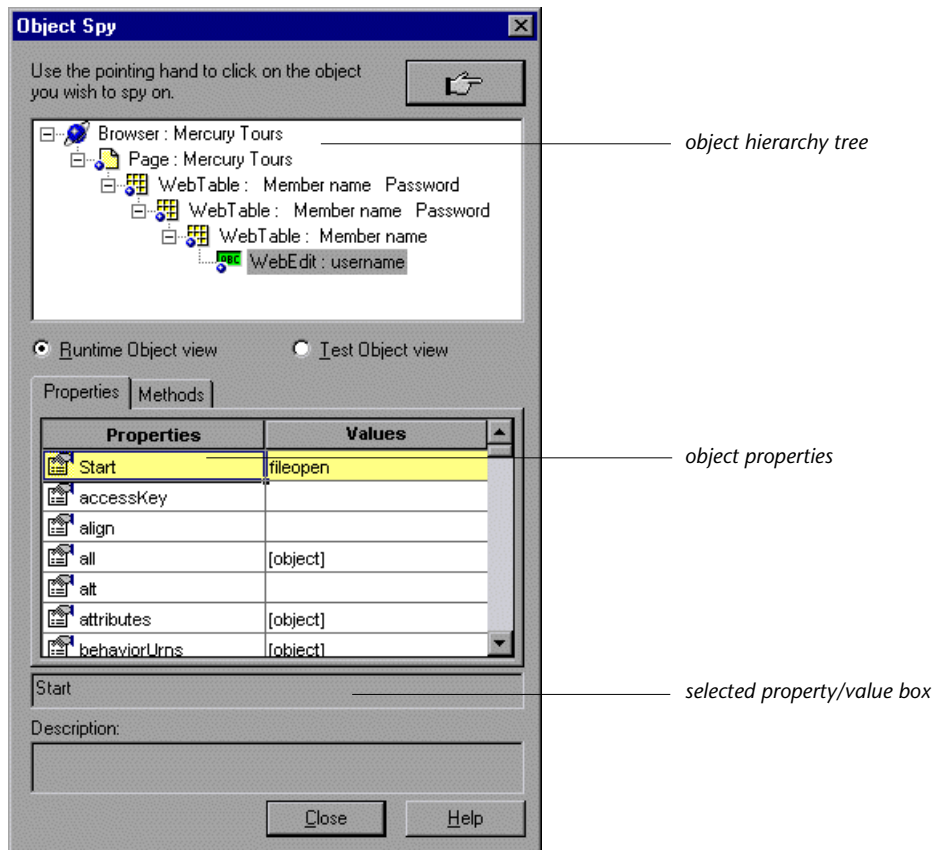 Object Spy
Use the pointing hand to click on the object
you wish to spy on.
Browser : Mercury Tours
object hierarchy tree
Page : Mercury Tours
WebTable : Member name Password
WebTable : Member name Password
WebTable : Member name
ABC
WebEdit : username
Runtime Object view
Test Object view
Properties
Methods
Properties
Values
Start
fileopen
object properties
accessKey
align
all
[object]
alt
attributes
[object]
behaviorUrns
[object]
Start
selected property/value box
Description:
Close
Help